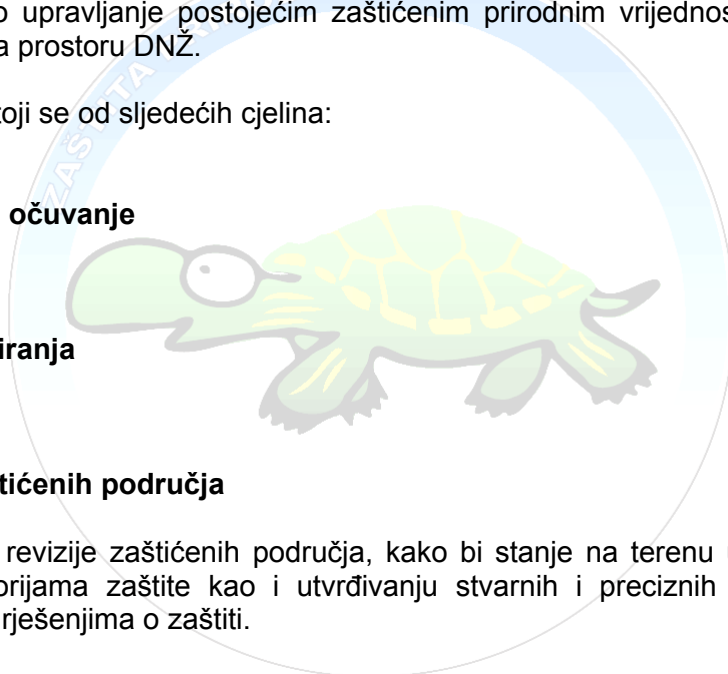 o upravljanje postojećim zaštićenim prirodnim
a prostoru DNŽ.
toji se od sljedećih cjelina:
očuvanje
iranja
tićenih područja
revizije zaštićenih područja, kako bi stanje na terenu
orijama zaštite kao i utvrđivanju stvarnih i preciznih
rješenjima o zaštiti.
ZAŠTITA